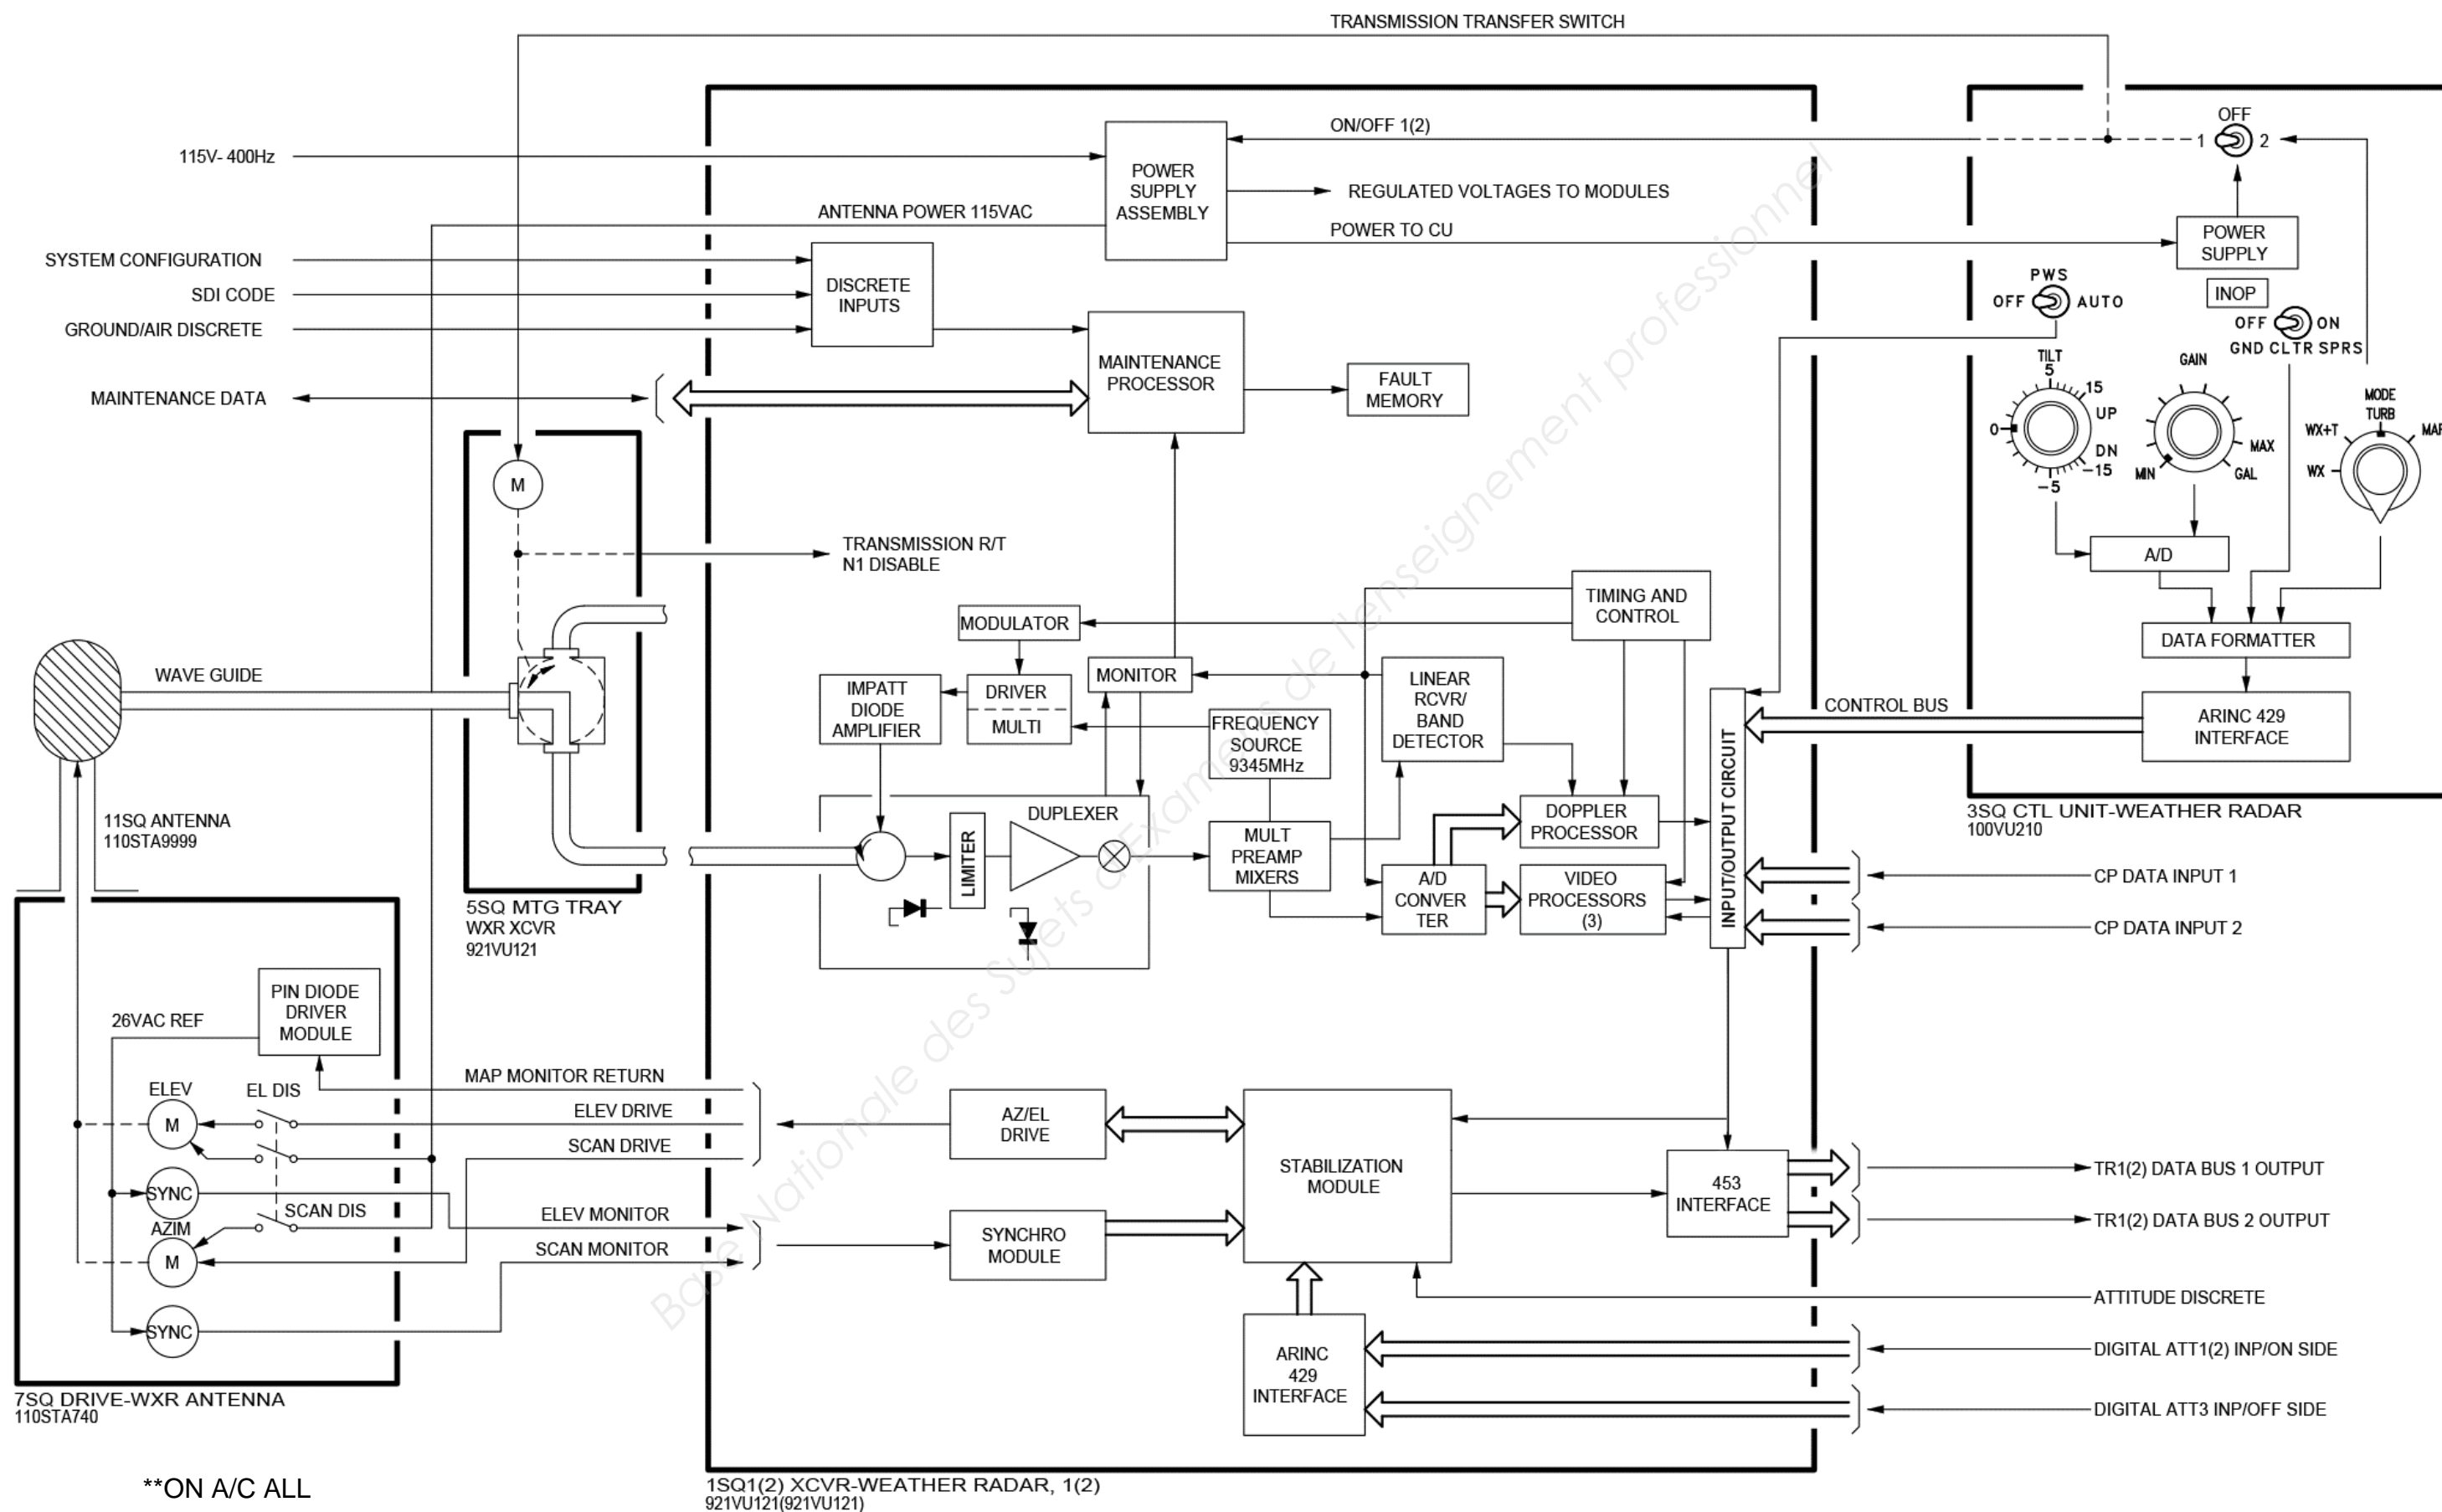 TRANSMISSION TRANSFER SWITCH
115V- 400Hz
SYSTEM CONFIGURATION
SDI CODE
GROUND/AIR DISCRETE
MAINTENANCE DATA
ANTENNA POWER 115VAC
POWER
SUPPLY
ASSEMBLY
ON/OFF 1(2)
REGULATED VOLTAGES TO MODULES
POWER TO CU
DISCRETE
INPUTS
MAINTENANCE
PROCESSOR
FAULT
MEMORY
OFF
1
2
POWER
SUPPLY
INOP
PWS
OFF
AUTO
OFF
ON
GND CLTR SPRS
TILT
5
15
UP
0
DN
-15
-5
GAIN
MAX
MIN
GAL
MODE
TURB
WX+T
MAP
WX
A/D
DATA FORMATTER
ARINC 429
INTERFACE
CONTROL BUS
3SQ CTL UNIT-WEATHER RADAR
100VU210
M
TRANSMISSION R/T
N1 DISABLE
WAVE GUIDE
11SQ ANTENNA
110STA9999
5SQ MTG TRAY
WXR XCVR
921VU121
MODULATOR
IMPATT
DIODE
AMPLIFIER
DRIVER
MULTI
MONITOR
TIMING AND
CONTROL
FREQUENCY
SOURCE
9345MHz
LINEAR
RCVR/
BAND
DETECTOR
DUPLEXER
LIMITER
MULT
PREAMP
MIXERS
A/D
CONVER
TER
DOPPLER
PROCESSOR
VIDEO
PROCESSORS
(3)
INPUT/OUTPUT CIRCUIT
CP DATA INPUT 1
CP DATA INPUT 2
PIN DIODE
DRIVER
MODULE
26VAC REF
ELEV
EL DIS
M
SYNC
SCAN DIS
AZIM
M
SYNC
MAP MONITOR RETURN
ELEV DRIVE
SCAN DRIVE
ELEV MONITOR
SCAN MONITOR
7SQ DRIVE-WXR ANTENNA
110STA740
AZ/EL
DRIVE
SYNCHRO
MODULE
STABILIZATION
MODULE
453
INTERFACE
ARINC
429
INTERFACE
TR1(2) DATA BUS 1 OUTPUT
TR1(2) DATA BUS 2 OUTPUT
ATTITUDE DISCRETE
DIGITAL ATT1(2) INP/ON SIDE
DIGITAL ATT3 INP/OFF SIDE
1SQ1(2) XCVR-WEATHER RADAR, 1(2)
921VU121(921VU121)
**ON A/C ALL
Base Nationale des Sujets d'Examens de l'enseignement professionnel